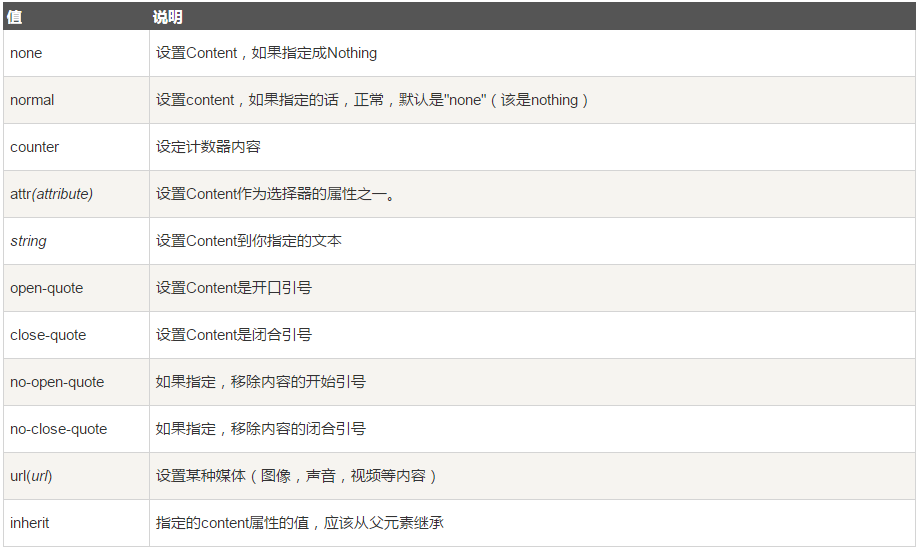 值 说明
none 设置Content，如果指定成Nothing
normal 设置content，如果指定的话，正常，默认是"none"（该是nothing）
counter 设定计数器内容
attr(attribute) 设置Content作为选择器的属性之一。
string 设置Content到你指定的文本
open-quote 设置Content是开口引号
close-quote 设置Content是闭合引号
no-open-quote 如果指定，移除内容的开始引号
no-close-quote 如果指定，移除内容的闭合引号
url(url) 设置某种媒体（图像，声音，视频等内容）
inherit 指定的content属性的值，应该从父元素继承